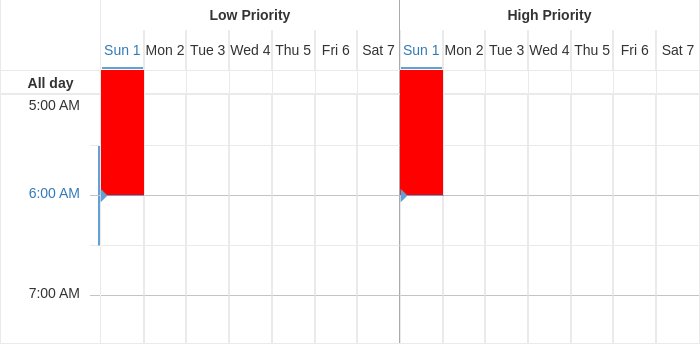 Low Priority High Priority
Sun 1 Mon 2 Tue 3 Wed 4 Thu 5 Fri 6 Sat 7 Sun 1 Mon 2 Tue 3 Wed 4 Thu 5 Fri 6 Sat 7
All day
5:00 AM
6:00 AM
7:00 AM